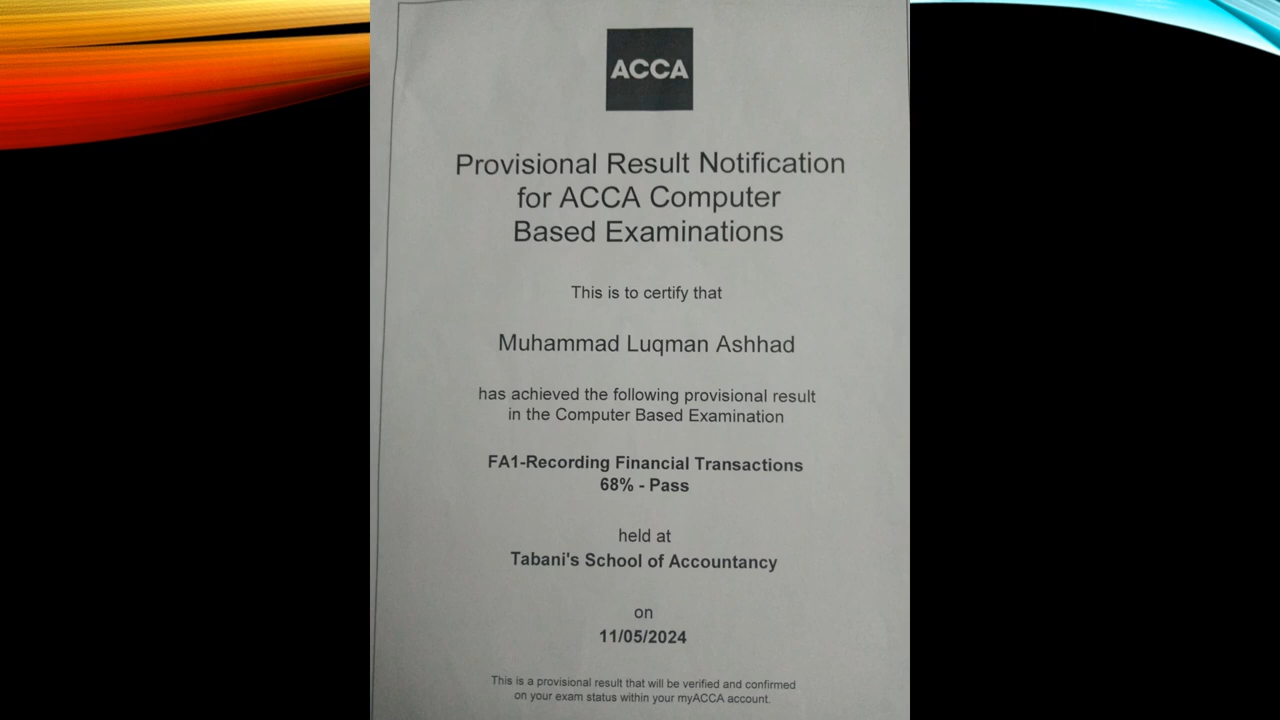 ACCA
Provisional Result Notification
for ACCA Computer
Based Examinations
This is to certify that
Muhammad Luqman Ashhad
has achieved the following provisional result
in the Computer Based Examination
FA1-Recording Financial Transactions
68% - Pass
held at
Tabani's School of Accountancy
on
11/05/2024
This is a provisional result that will be verified and confirmed
on your exam status within your myACCA account.